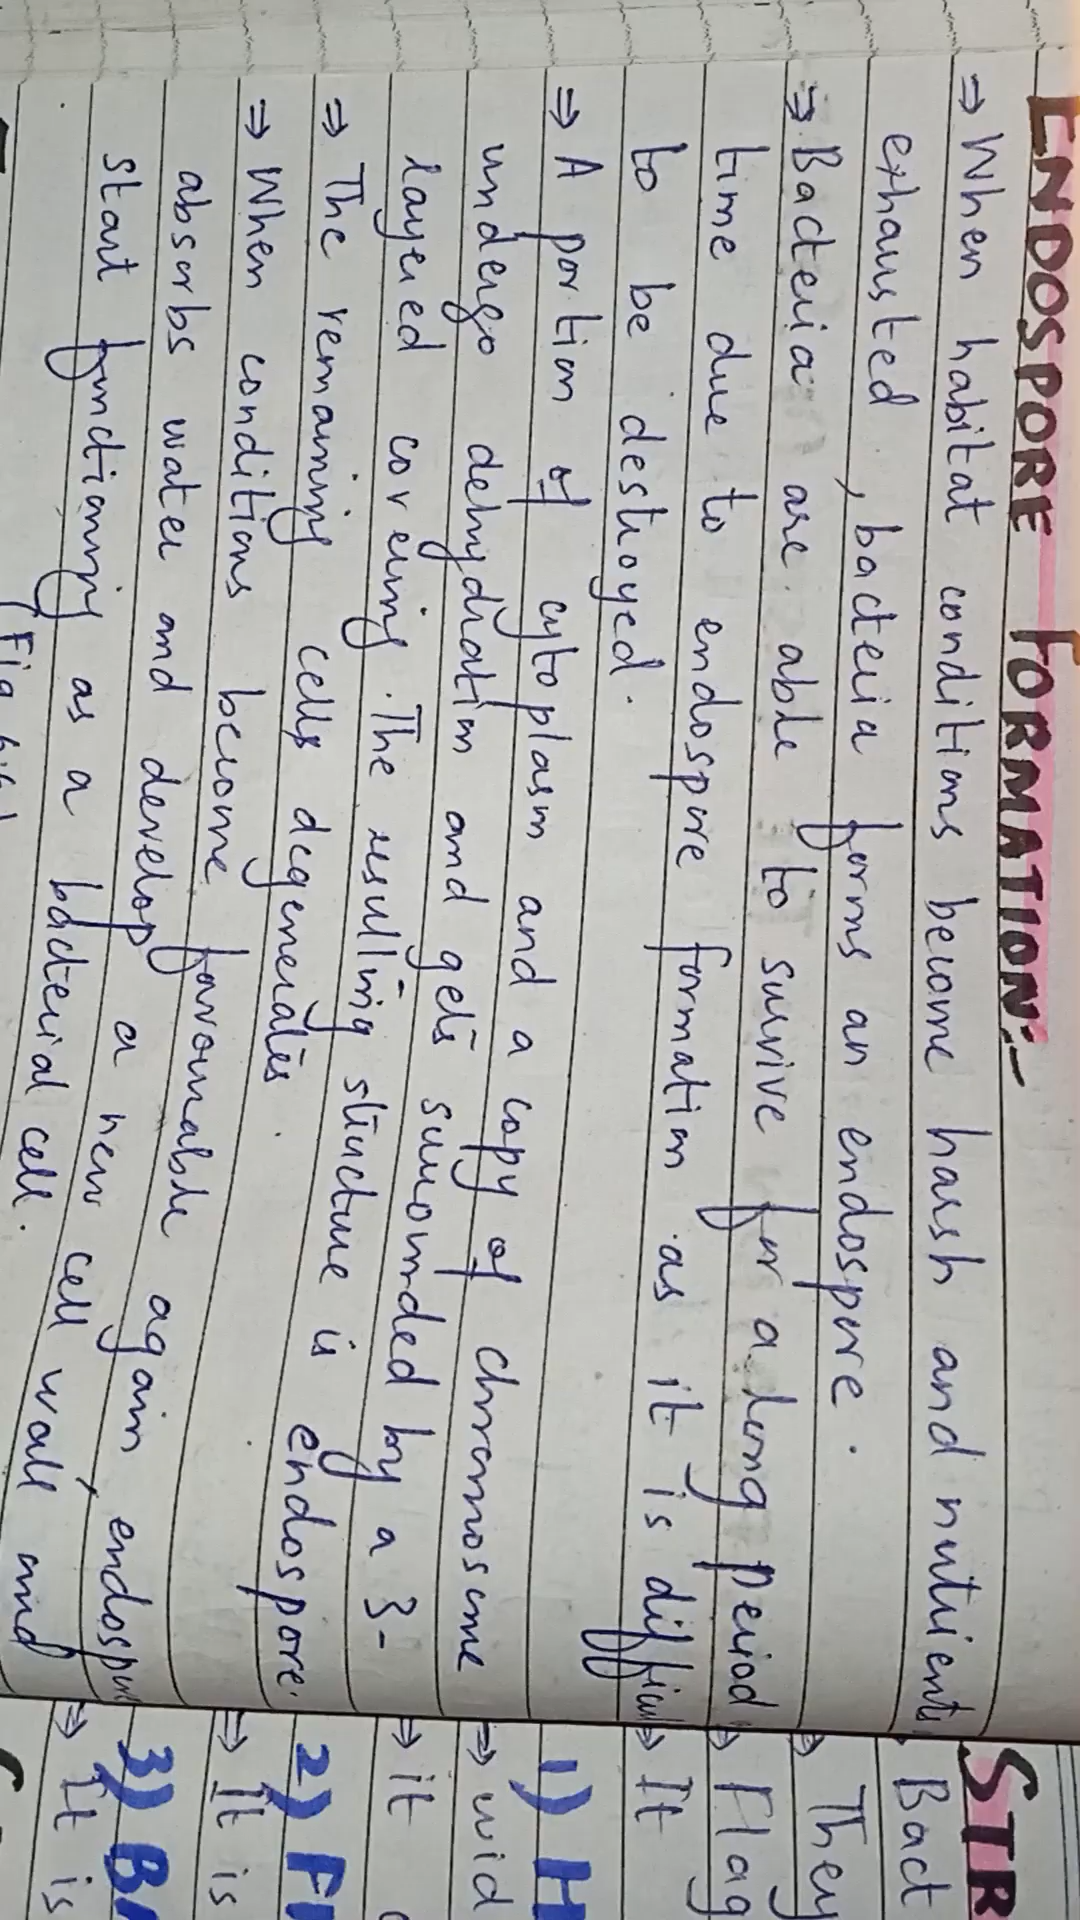 ENDOSPORE FORMATION:-
⇒ When habitat conditions become harsh and nutrients
exhausted, bacteria forms an endospore.
⇒ Bacteria are able to survive for a long period
time due to endospore formation as it is
to be destroyed.
⇒ A portion of cytoplasm and a copy of chromosome
undergo dehydration and gets surrounded by a 3-
layered covering. The resulting structure is endospore.
⇒ The remaining cells degenerates.
⇒ When conditions become favourable again,
absorbs water and develop a new cell wall and
start functioning as a bacterial cell.
STR
Bact
⇒ They
⇒ Flag
⇒ It
1) H
⇒ wid
⇒ it
2) F
⇒ It is
3) B
⇒ It is